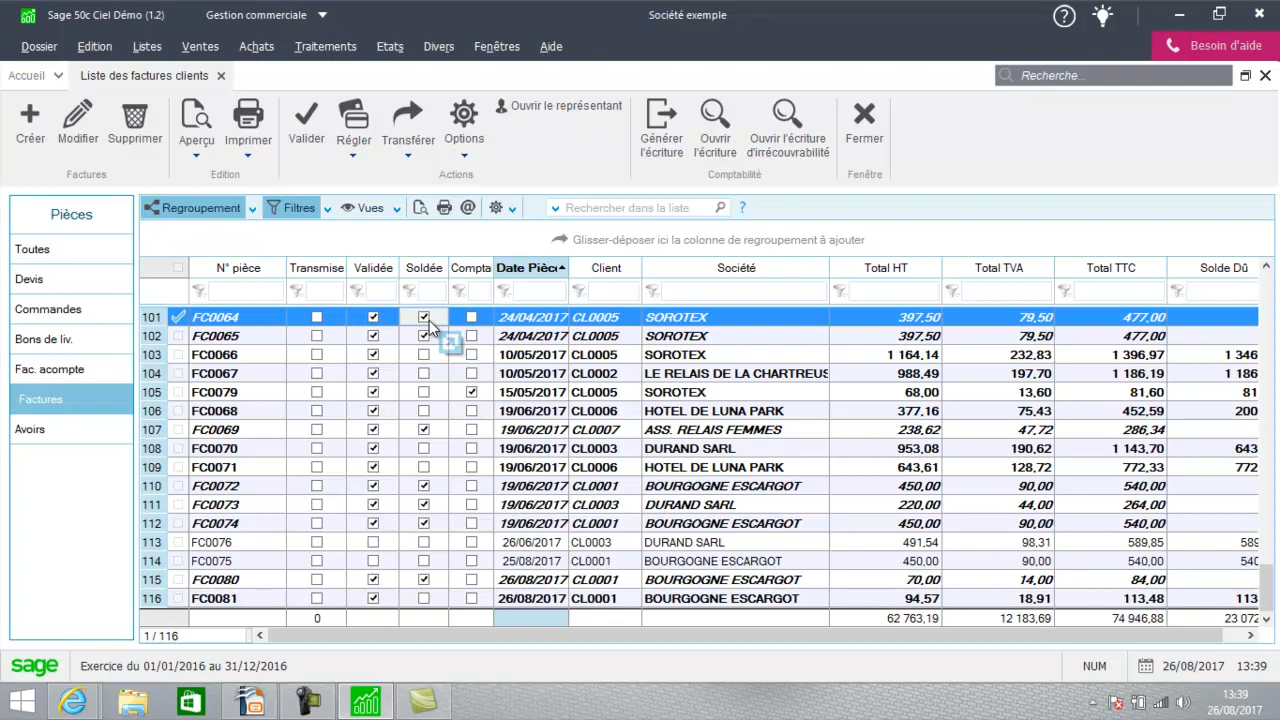 Sage 50c Ciel Démo (1.2) Gestion commerciale Société exemple
Dossier Edition Listes Ventes Achats Traitements Etats Divers Fenêtres Aide Besoin d'aide
Accueil Liste des factures clients Recherche...
Créer Modifier Supprimer Aperçu Imprimer Valider Régler Transférer Options Ouvrir le représentant Générer l'écriture Ouvrir l'écriture Ouvrir l'écriture d'irrécouvrabilité Fermer
Factures Edition Actions Comptabilité Fenêtre
Pièces
Toutes
Devis
Commandes
Bons de liv.
Fac. acompte
Factures
Avoirs
Regroupement Filtres Vues @ Rechercher dans la liste ?
Glisser-déposer ici la colonne de regroupement à ajouter
N° pièce Transmise Validée Soldée Compta Date Pièce Client Société Total HT Total TVA Total TTC Solde Dû
101 FC0064 24/04/2017 CL0005 SOROTEX 397,50 79,50 477,00
102 FC0065 24/04/2017 CL0005 SOROTEX 397,50 79,50 477,00
103 FC0066 10/05/2017 CL0005 SOROTEX 1 164,14 232,83 1 396,97 1 346
104 FC0067 10/05/2017 CL0002 LE RELAIS DE LA CHARTREUS 988,49 197,70 1 186,19 1 186
105 FC0079 15/05/2017 CL0005 SOROTEX 68,00 13,60 81,60 81
106 FC0068 19/06/2017 CL0006 HOTEL DE LUNA PARK 377,16 75,43 452,59 200
107 FC0069 19/06/2017 CL0007 ASS. RELAIS FEMMES 238,62 47,72 286,34
108 FC0070 19/06/2017 CL0003 DURAND SARL 953,08 190,62 1 143,70 643
109 FC0071 19/06/2017 CL0006 HOTEL DE LUNA PARK 643,61 128,72 772,33 772
110 FC0072 19/06/2017 CL0001 BOURGOGNE ESCARGOT 450,00 90,00 540,00
111 FC0073 19/06/2017 CL0003 DURAND SARL 220,00 44,00 264,00
112 FC0074 19/06/2017 CL0001 BOURGOGNE ESCARGOT 450,00 90,00 540,00
113 FC0076 26/06/2017 CL0003 DURAND SARL 491,54 98,31 589,85 589
114 FC0075 25/08/2017 CL0001 BOURGOGNE ESCARGOT 450,00 90,00 540,00 540
115 FC0080 26/08/2017 CL0001 BOURGOGNE ESCARGOT 70,00 14,00 84,00
116 FC0081 26/08/2017 CL0001 BOURGOGNE ESCARGOT 94,57 18,91 113,48 113
0 62 763,19 12 183,69 74 946,88 23 072
1 / 116
sage Exercice du 01/01/2016 au 31/12/2016 NUM 26/08/2017 13:39
13:39
26/08/2017